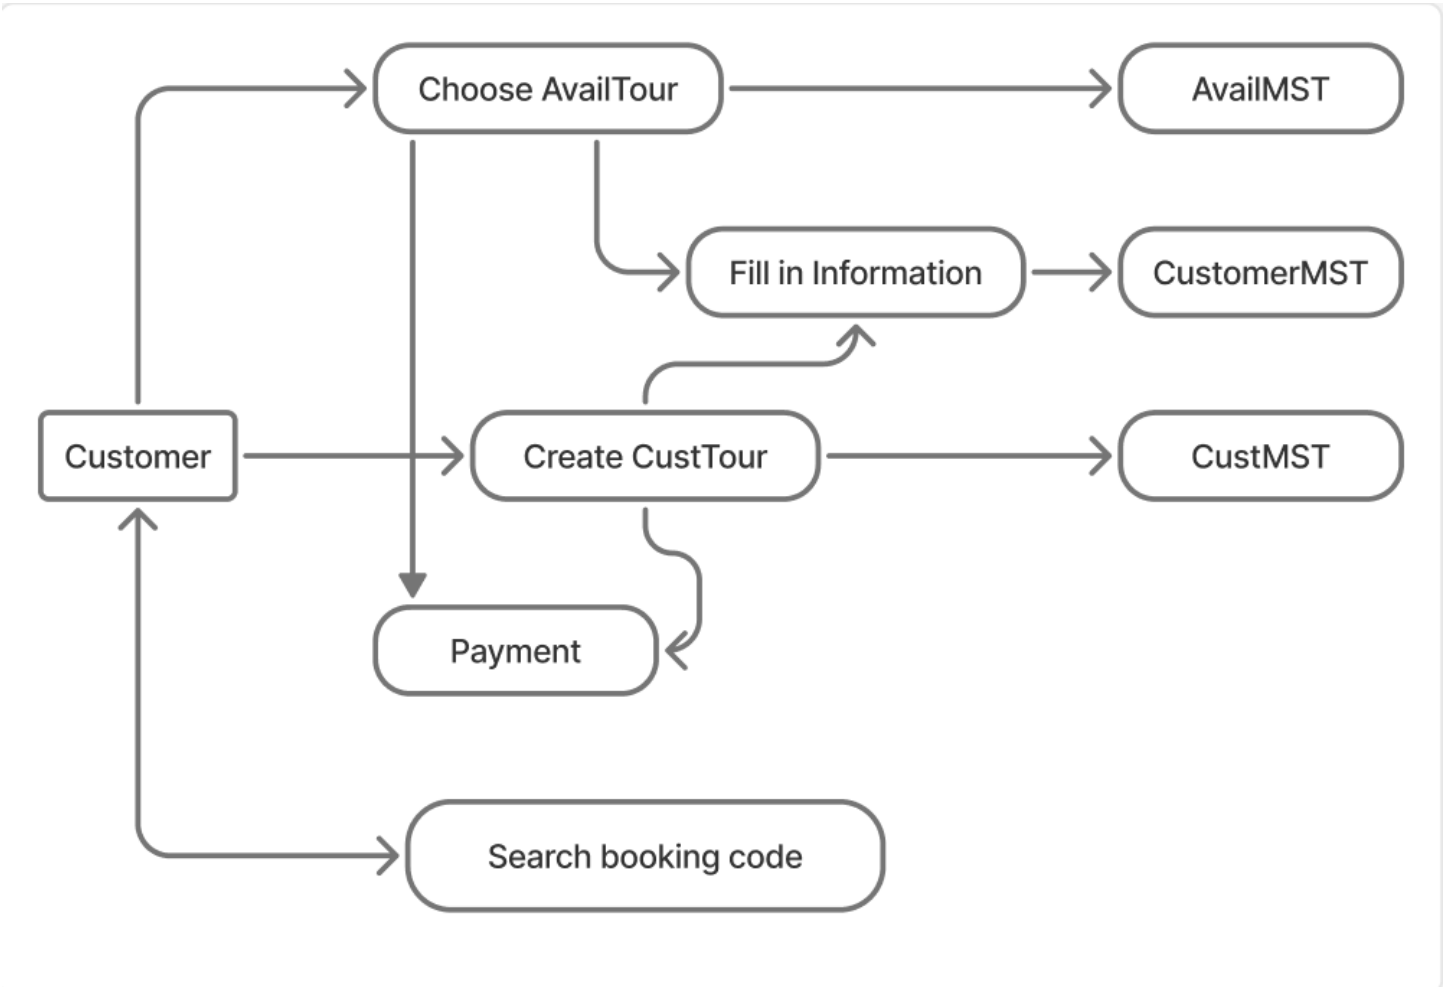 Choose AvailTour
AvailMST
Fill in Information
CustomerMST
Customer
Create CustTour
CustMST
Payment
Search booking code